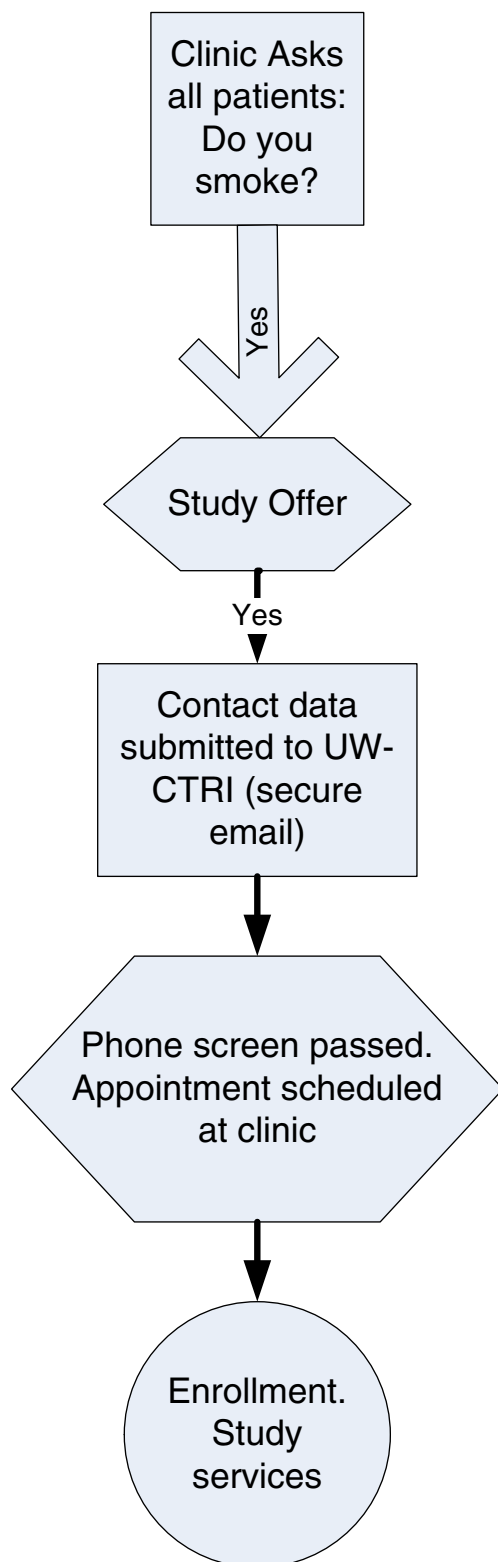 Clinic Asks
all patients:
Do you
smoke?
Yes
Study Offer
Yes
Contact data
submitted to UW-
CTRI (secure
email)
Phone screen passed.
Appointment scheduled
at clinic
Enrollment.
Study
services